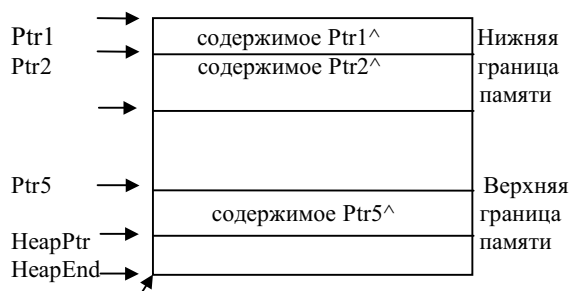 Ptr1 содержимое Ptr1^ Нижняя
Ptr2 содержимое Ptr2^ граница
памяти
Ptr5 Верхняя
содержимое Ptr5^ граница
HeapPtr памяти
HeapEnd